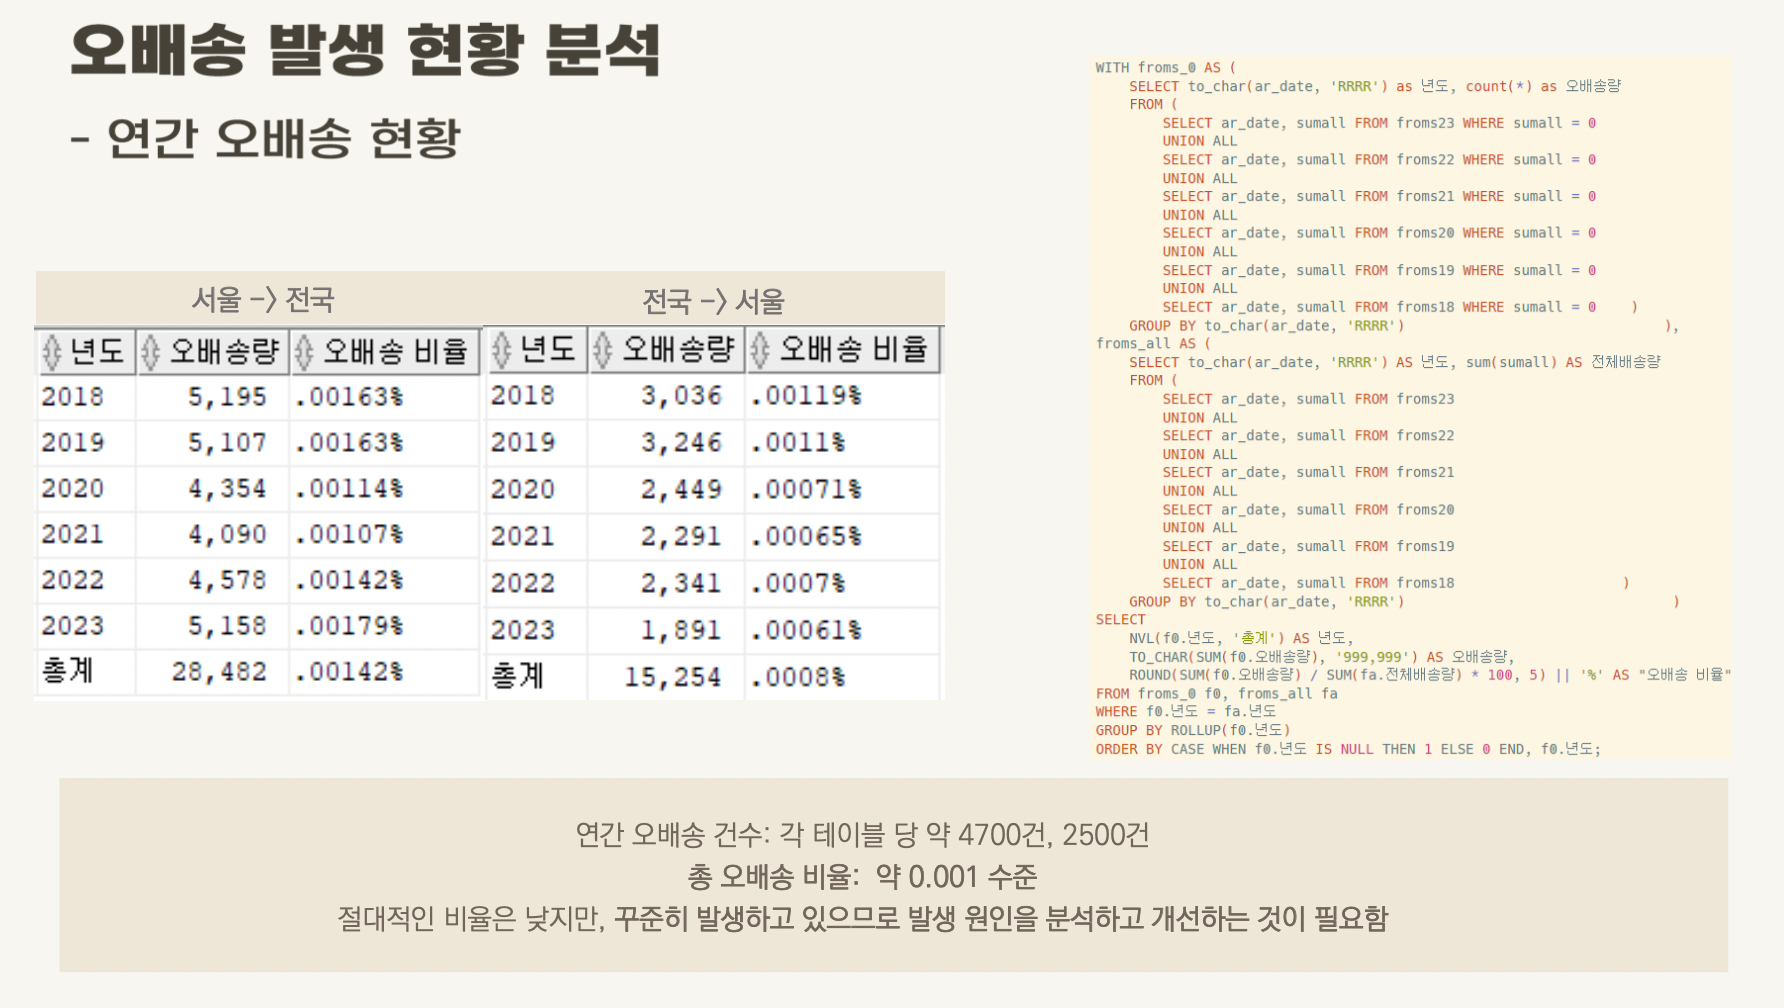 오배송 발생 현황 분석
- 연간 오배송 현황
서울 -> 전국
년도 오배송량 오배송 비율
2018 5,195 .00163%
2019 5,107 .00163%
2020 4,354 .00114%
2021 4,090 .00107%
2022 4,578 .00142%
2023 5,158 .00179%
총계 28,482 .00142%
전국 -> 서울
년도 오배송량 오배송 비율
2018 3,036 .00119%
2019 3,246 .0011%
2020 2,449 .00071%
2021 2,291 .00065%
2022 2,341 .0007%
2023 1,891 .00061%
총계 15,254 .0008%
WITH froms_0 AS (
SELECT to_char(ar_date, 'RRRR') as 년도, count(*) as 오배송량
FROM (
SELECT ar_date, sumall FROM froms23 WHERE sumall = 0
UNION ALL
SELECT ar_date, sumall FROM froms22 WHERE sumall = 0
UNION ALL
SELECT ar_date, sumall FROM froms21 WHERE sumall = 0
UNION ALL
SELECT ar_date, sumall FROM froms20 WHERE sumall = 0
UNION ALL
SELECT ar_date, sumall FROM froms19 WHERE sumall = 0
UNION ALL
SELECT ar_date, sumall FROM froms18 WHERE sumall = 0 )
GROUP BY to_char(ar_date, 'RRRR') ),
froms_all AS (
SELECT to_char(ar_date, 'RRRR') AS 년도, sum(sumall) AS 전체배송량
FROM (
SELECT ar_date, sumall FROM froms23
UNION ALL
SELECT ar_date, sumall FROM froms22
UNION ALL
SELECT ar_date, sumall FROM froms21
UNION ALL
SELECT ar_date, sumall FROM froms20
UNION ALL
SELECT ar_date, sumall FROM froms19
UNION ALL
SELECT ar_date, sumall FROM froms18 )
GROUP BY to_char(ar_date, 'RRRR') )
SELECT
NVL(f0.년도, '총계') AS 년도,
TO_CHAR(SUM(f0.오배송량), '999,999') AS 오배송량,
ROUND(SUM(f0.오배송량) / SUM(fa.전체배송량) * 100, 5) || '%' AS "오배송 비율"
FROM froms_0 f0, froms_all fa
WHERE f0.년도 = fa.년도
GROUP BY ROLLUP(f0.년도)
ORDER BY CASE WHEN f0.년도 IS NULL THEN 1 ELSE 0 END, f0.년도;
연간 오배송 건수: 각 테이블 당 약 4700건, 2500건
총 오배송 비율: 약 0.001 수준
절대적인 비율은 낮지만, 꾸준히 발생하고 있으므로 발생 원인을 분석하고 개선하는 것이 필요함